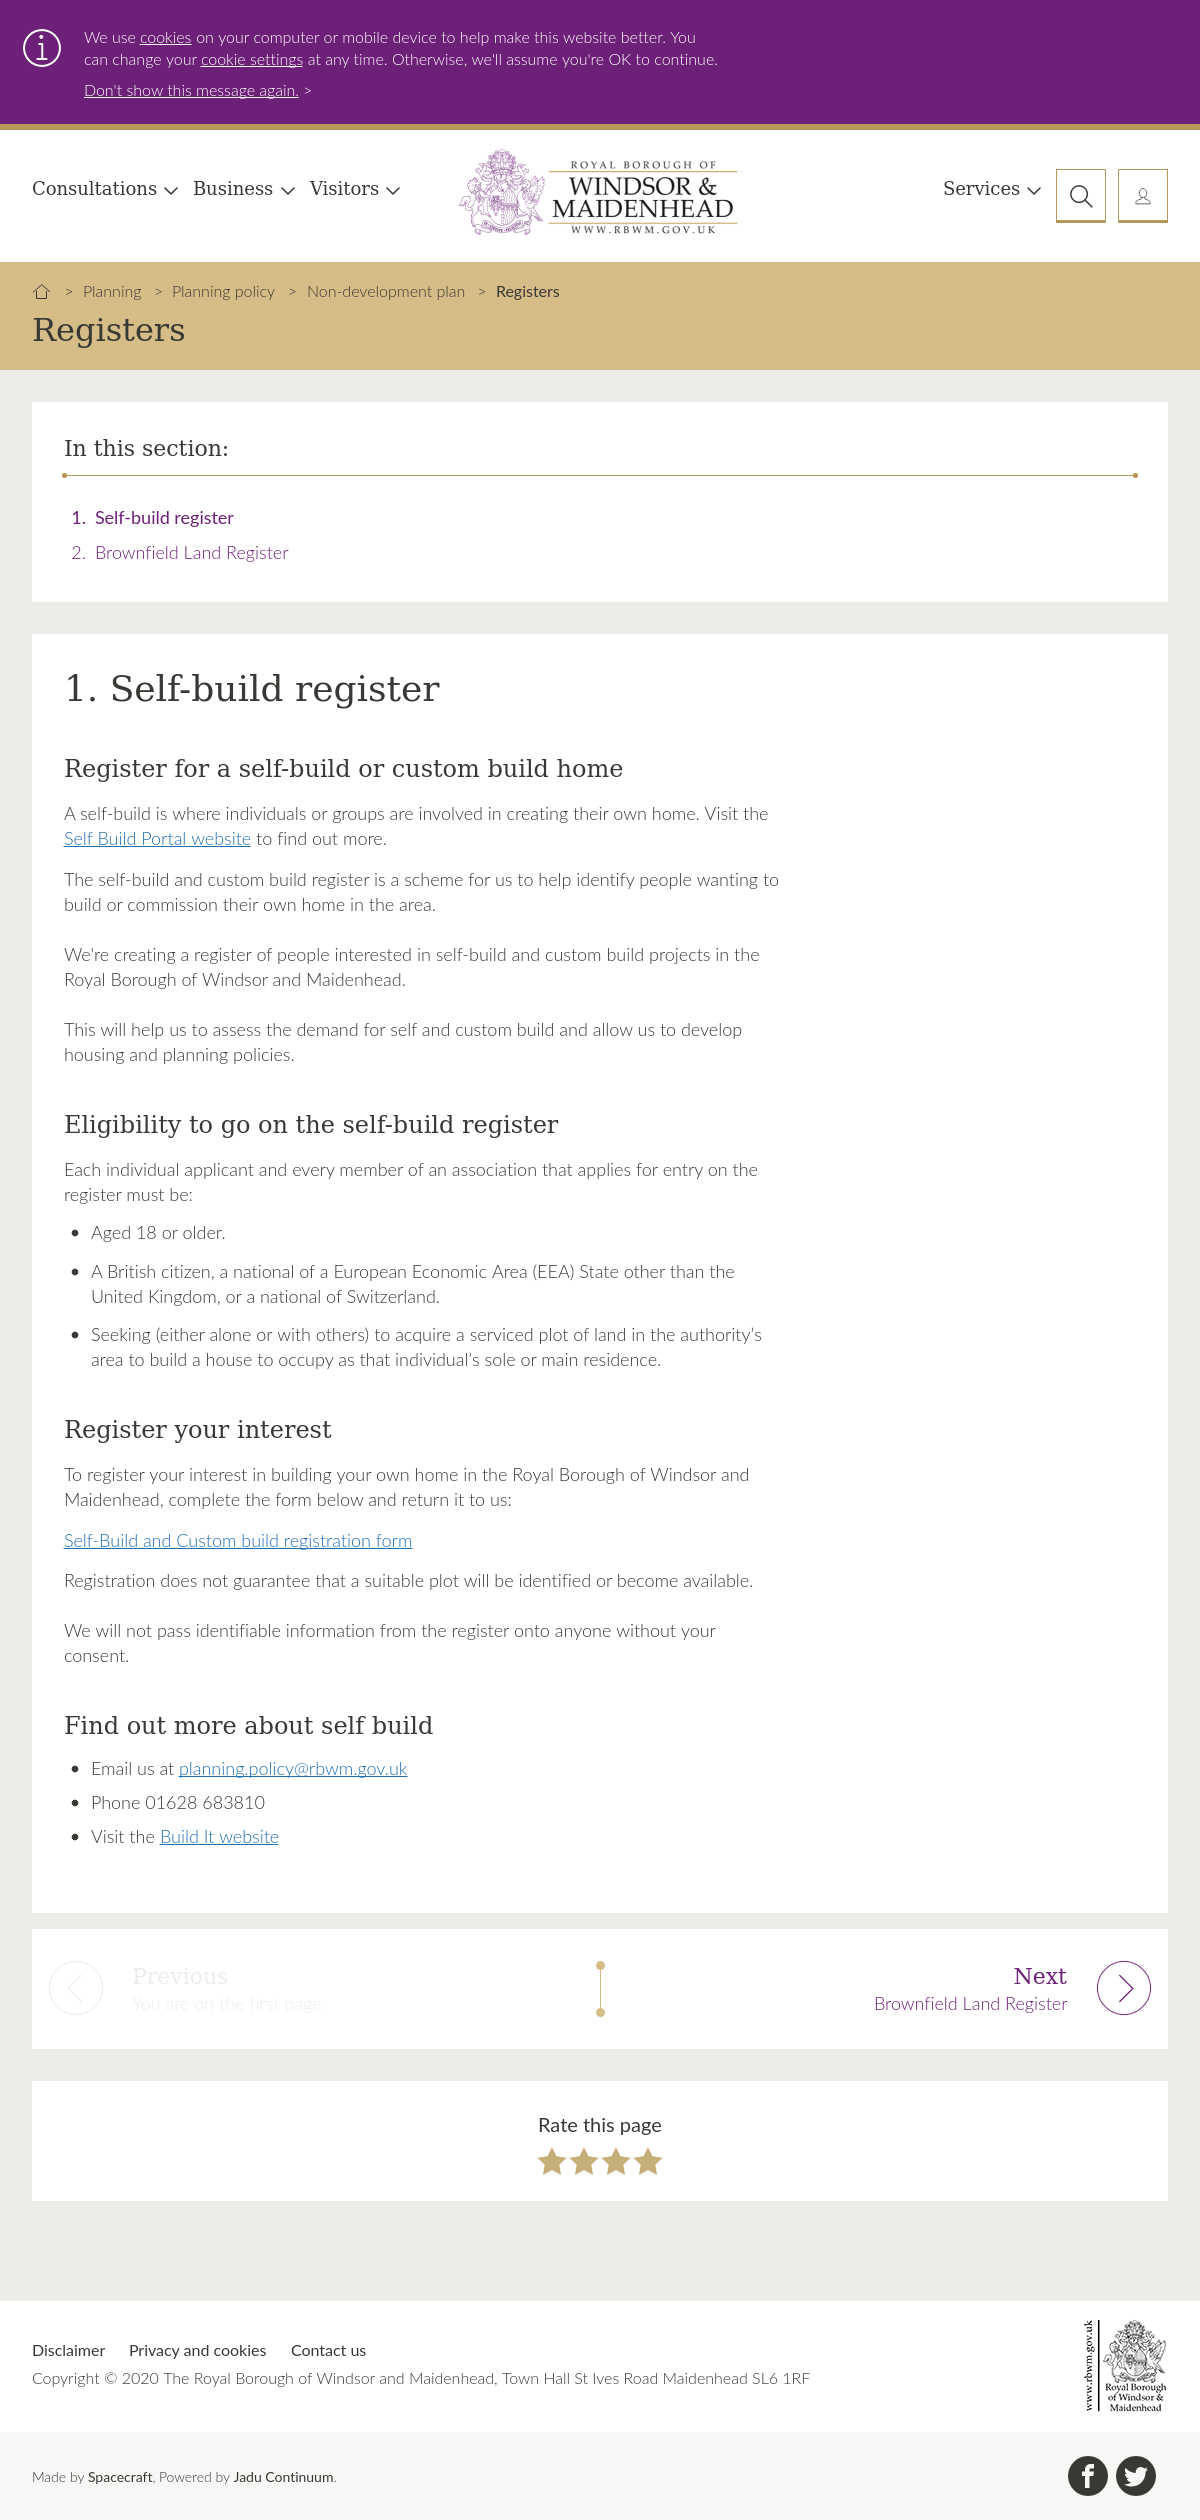 We use cookies on your computer or mobile device to help make this website better. You
can change your cookie settings at any time. Otherwise, we'll assume you're OK to continue.
Don't show this message again. >
Consultations
Business
Visitors
ROYAL BOROUGH OF
WINDSOR &
MAIDENHEAD
WWW.RBWM.GOV.UK
Services
> Planning > Planning policy > Non-development plan > Registers
Registers
In this section:
1. Self-build register
2. Brownfield Land Register
1. Self-build register
Register for a self-build or custom build home
A self-build is where individuals or groups are involved in creating their own home. Visit the
Self Build Portal website to find out more.
The self-build and custom build register is a scheme for us to help identify people wanting to
build or commission their own home in the area.
We're creating a register of people interested in self-build and custom build projects in the
Royal Borough of Windsor and Maidenhead.
This will help us to assess the demand for self and custom build and allow us to develop
housing and planning policies.
Eligibility to go on the self-build register
Each individual applicant and every member of an association that applies for entry on the
register must be:
• Aged 18 or older.
• A British citizen, a national of a European Economic Area (EEA) State other than the
United Kingdom, or a national of Switzerland.
• Seeking (either alone or with others) to acquire a serviced plot of land in the authority's
area to build a house to occupy as that individual's sole or main residence.
Register your interest
To register your interest in building your own home in the Royal Borough of Windsor and
Maidenhead, complete the form below and return it to us:
Self-Build and Custom build registration form
Registration does not guarantee that a suitable plot will be identified or become available.
We will not pass identifiable information from the register onto anyone without your
consent.
Find out more about self build
• Email us at planning.policy@rbwm.gov.uk
• Phone 01628 683810
• Visit the Build It website
Previous
You are on the first page
Next
Brownfield Land Register
Rate this page
Disclaimer Privacy and cookies Contact us
Copyright © 2020 The Royal Borough of Windsor and Maidenhead, Town Hall St Ives Road Maidenhead SL6 1RF
www.rbwm.gov.uk
Royal Borough
of Windsor &
Maidenhead
Made by Spacecraft, Powered by Jadu Continuum.